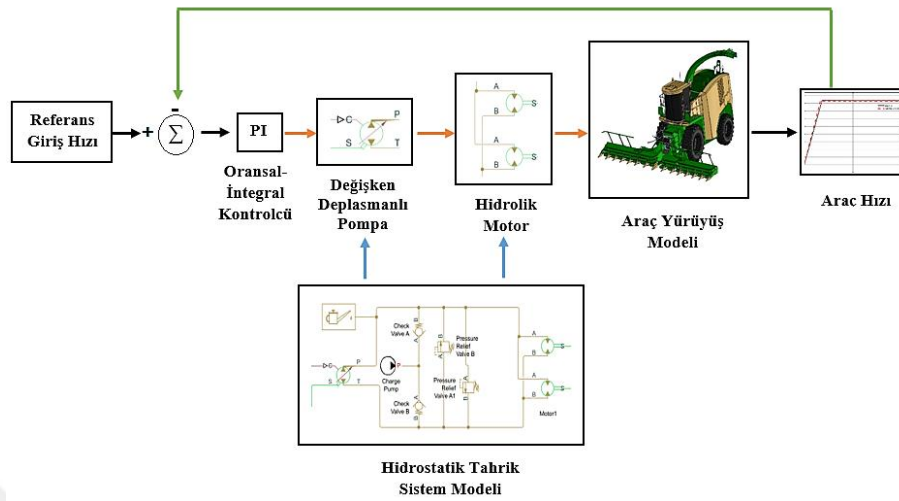 Referans
Giriş Hızı
+
-
Σ
PI
Oransal-
İntegral
Kontrolcü
C
P
S
T
Değişken
Deplasmanlı
Pompa
A
S
B
A
S
B
Hidrolik
Motor
Araç Yürüyüş
Modeli
Araç Hızı
C
P
S
T
Check
Valve A
B
A
P
Charge
Pump
Check
Valve B
A
B
B
A
Pressure
Relief
Valve B
Pressure
Relief
Valve A1
A
B
A
B
S
A
B
S
Motor1
Hidrostatik Tahrik
Sistem Modeli